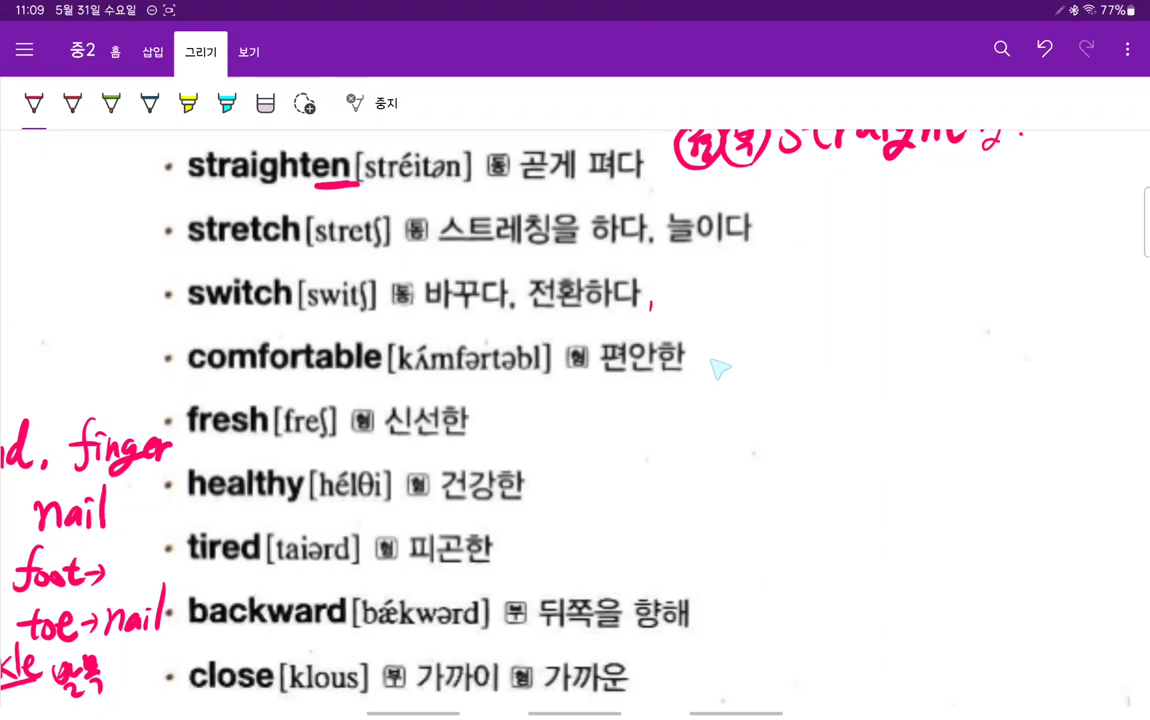 11:09 5월 31일 수요일 77%
중2 홈 삽입 그리기 보기
중지
straight
straighten[stréitən] 동 곧게 펴다
stretch[stretʃ] 동 스트레칭을 하다, 늘이다
switch[switʃ] 동 바꾸다, 전환하다 ,
comfortable[kʌ́mfərtəbl] 형 편안한
fresh[freʃ] 형 신선한
finger
healthy[hélθi] 형 건강한
nail
tired[taiərd] 형 피곤한
foot→
backward[bǽkwərd] 부 뒤쪽을 향해
toe→nail
close[klous] 부 가까이 형 가까운